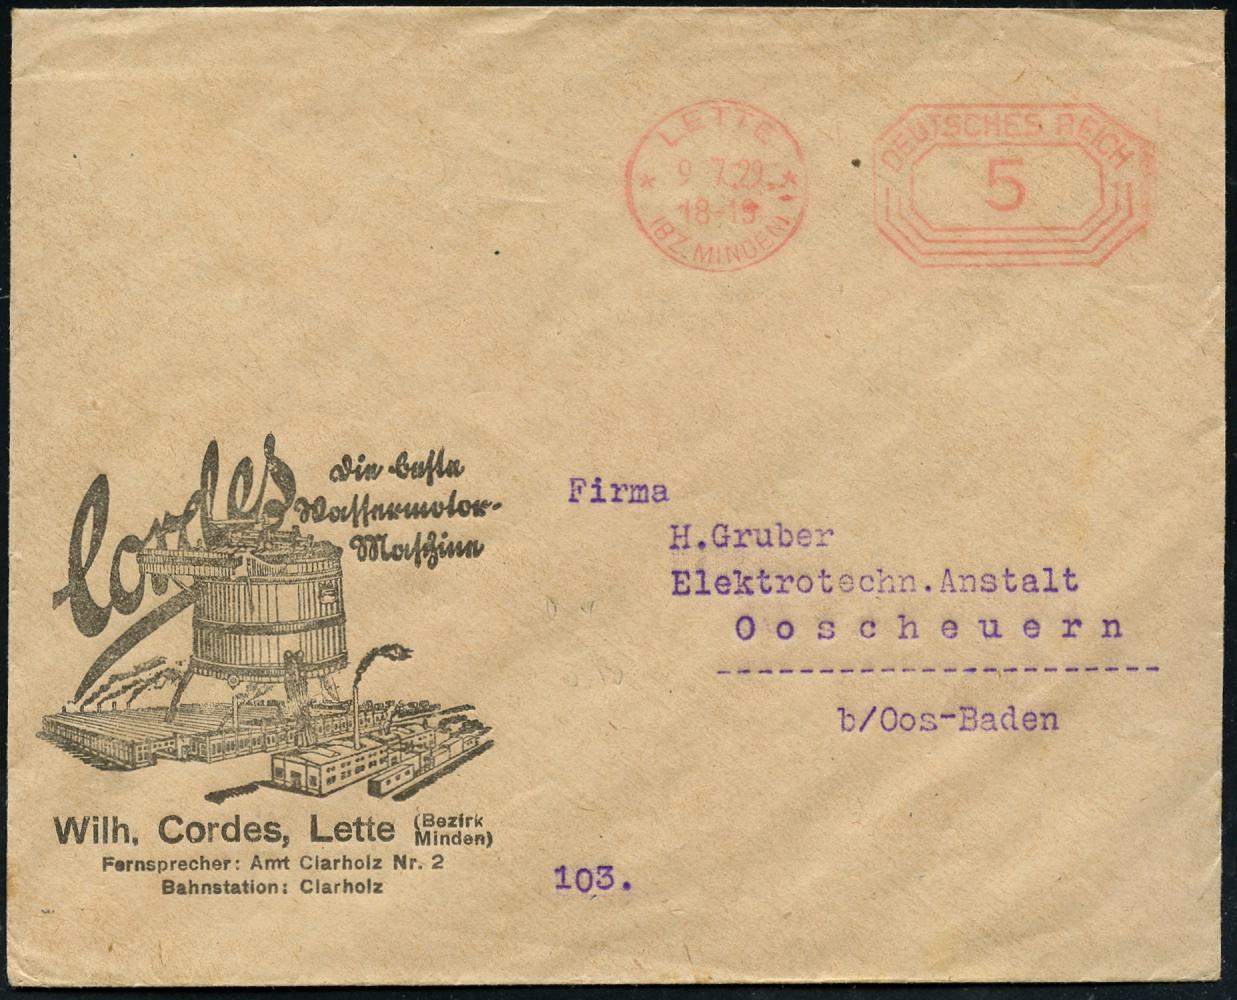 LETTE
* 9 7.29. *
18-19
(BZ. MINDEN)
DEUTSCHES REICH
5
Cordes
die beste
Wassermotor-
Maschine
Firma
H.Gruber
Elektrotechn.Anstalt
Ooscheuern
----------------------
b/Oos-Baden
Wilh. Cordes, Lette (Bezirk Minden)
Fernsprecher: Amt Clarholz Nr. 2
Bahnstation: Clarholz
103.